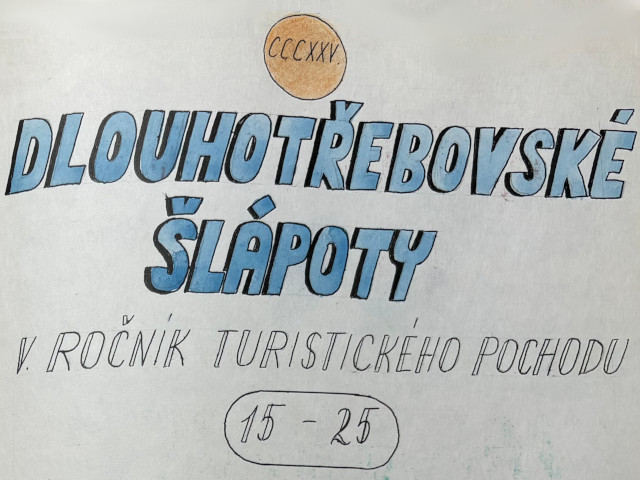 CCCXXV.
DLOUHOTŘEBOVSKÉ
ŠLÁPOTY
V. ROČNÍK TURISTICKÉHO POCHODU
15 - 25